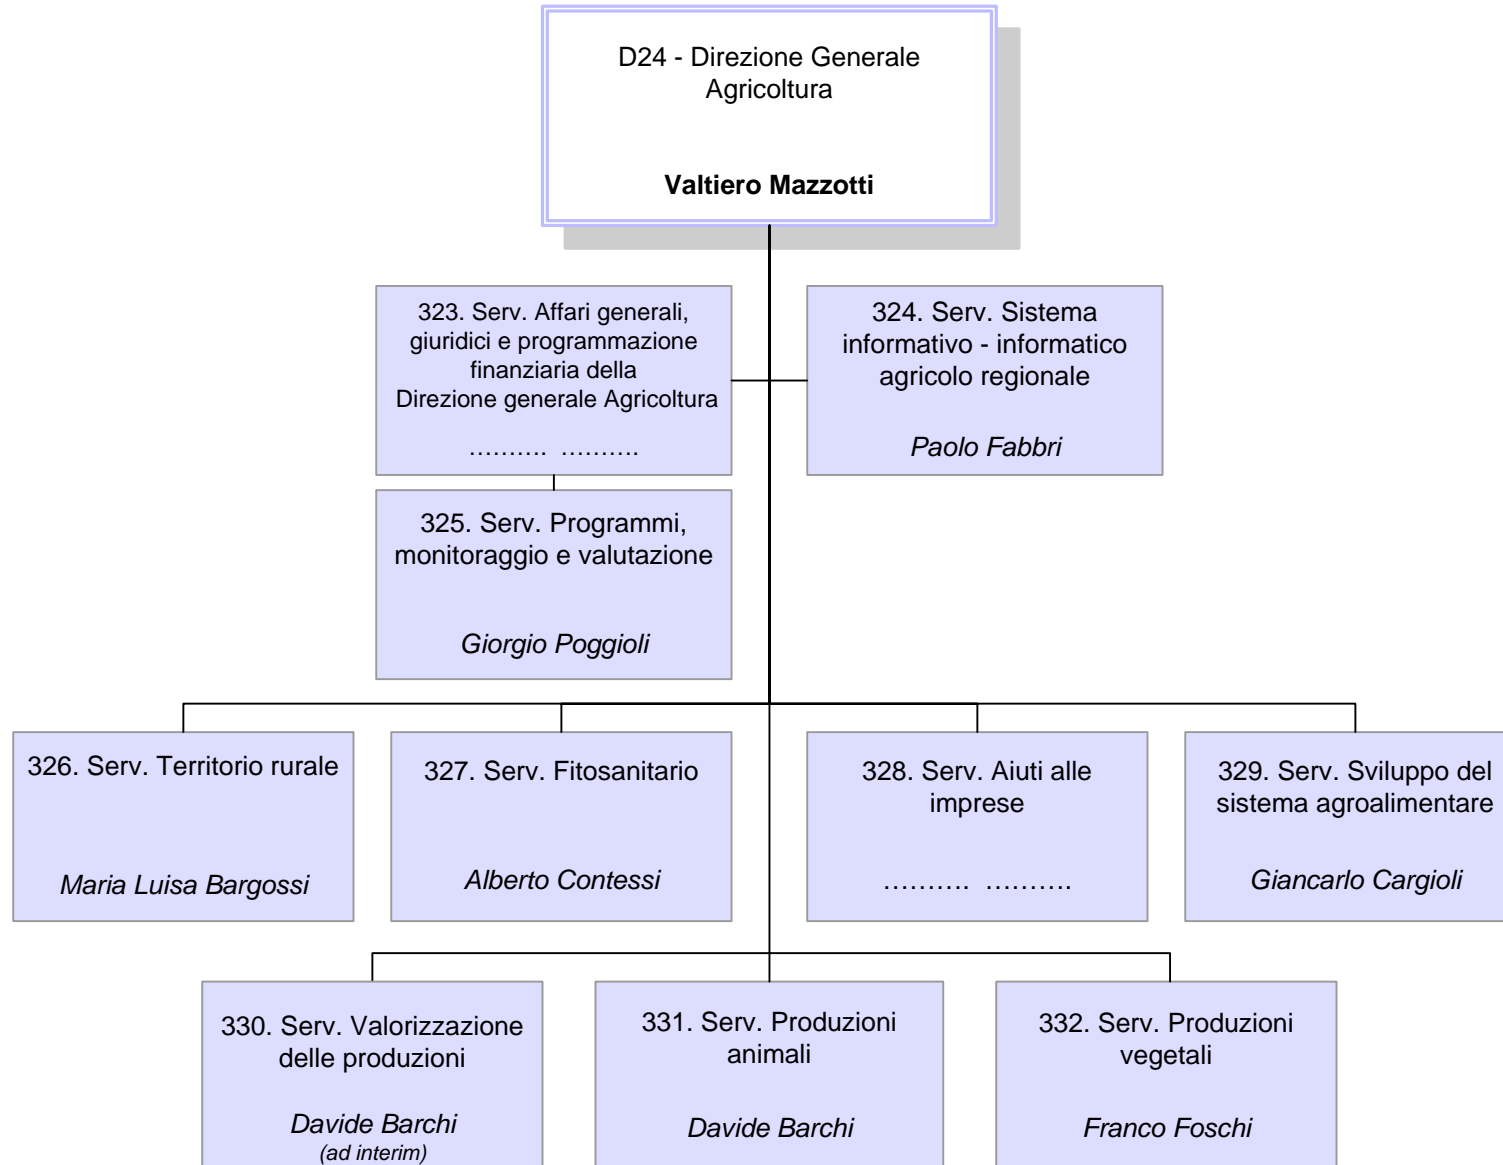 D24 - Direzione Generale
Agricoltura
Valtiero Mazzotti
323. Serv. Affari generali,
giuridici e programmazione
finanziaria della
Direzione generale Agricoltura
………. ……….
324. Serv. Sistema
informativo - informatico
agricolo regionale
Paolo Fabbri
325. Serv. Programmi,
monitoraggio e valutazione
Giorgio Poggioli
326. Serv. Territorio rurale
Maria Luisa Bargossi
327. Serv. Fitosanitario
Alberto Contessi
328. Serv. Aiuti alle
imprese
………. ……….
329. Serv. Sviluppo del
sistema agroalimentare
Giancarlo Cargioli
330. Serv. Valorizzazione
delle produzioni
Davide Barchi
(ad interim)
331. Serv. Produzioni
animali
Davide Barchi
332. Serv. Produzioni
vegetali
Franco Foschi